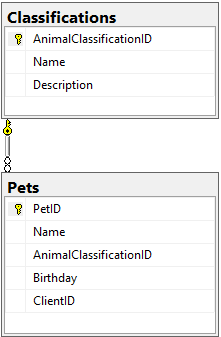 Classifications
AnimalClassificationID
Name
Description
Pets
PetID
Name
AnimalClassificationID
Birthday
ClientID